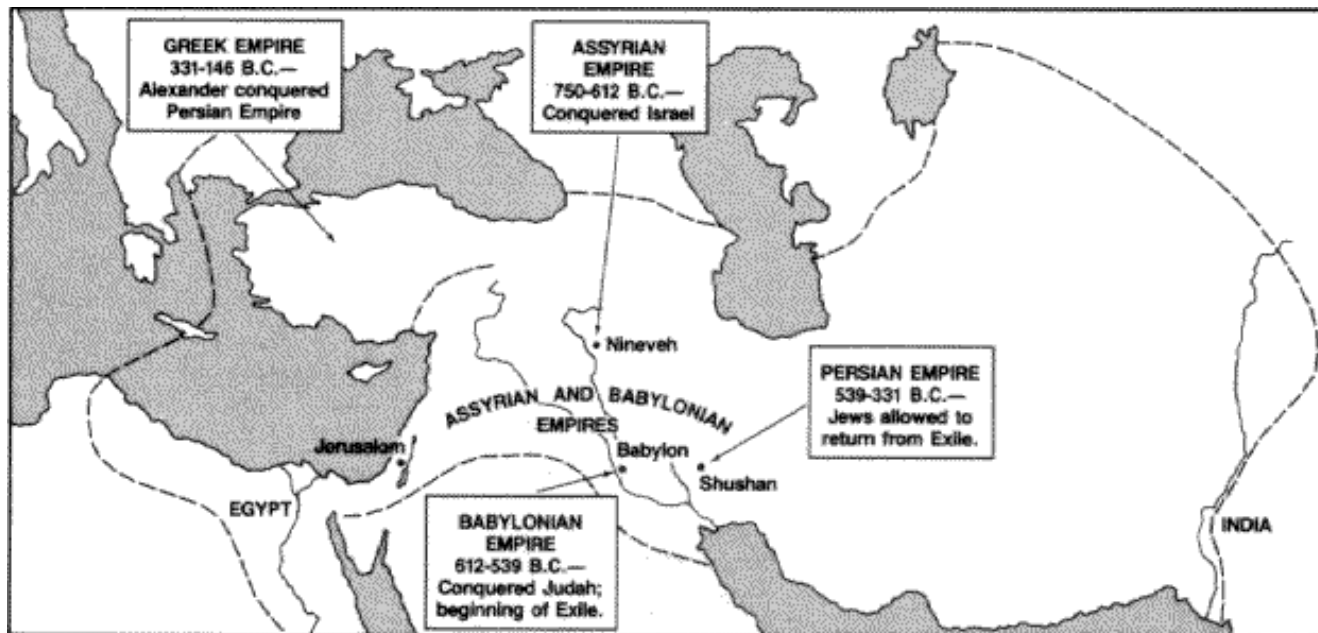 GREEK EMPIRE
331-146 B.C.—
Alexander conquered
Persian Empire
ASSYRIAN
EMPIRE
750-612 B.C.—
Conquered Israel
Nineveh
PERSIAN EMPIRE
539-331 B.C.—
Jews allowed to
return from Exile.
ASSYRIAN AND BABYLONIAN
EMPIRES
Jerusalem
Babylon
Shushan
EGYPT
BABYLONIAN
EMPIRE
612-539 B.C.—
Conquered Judah;
beginning of Exile.
INDIA